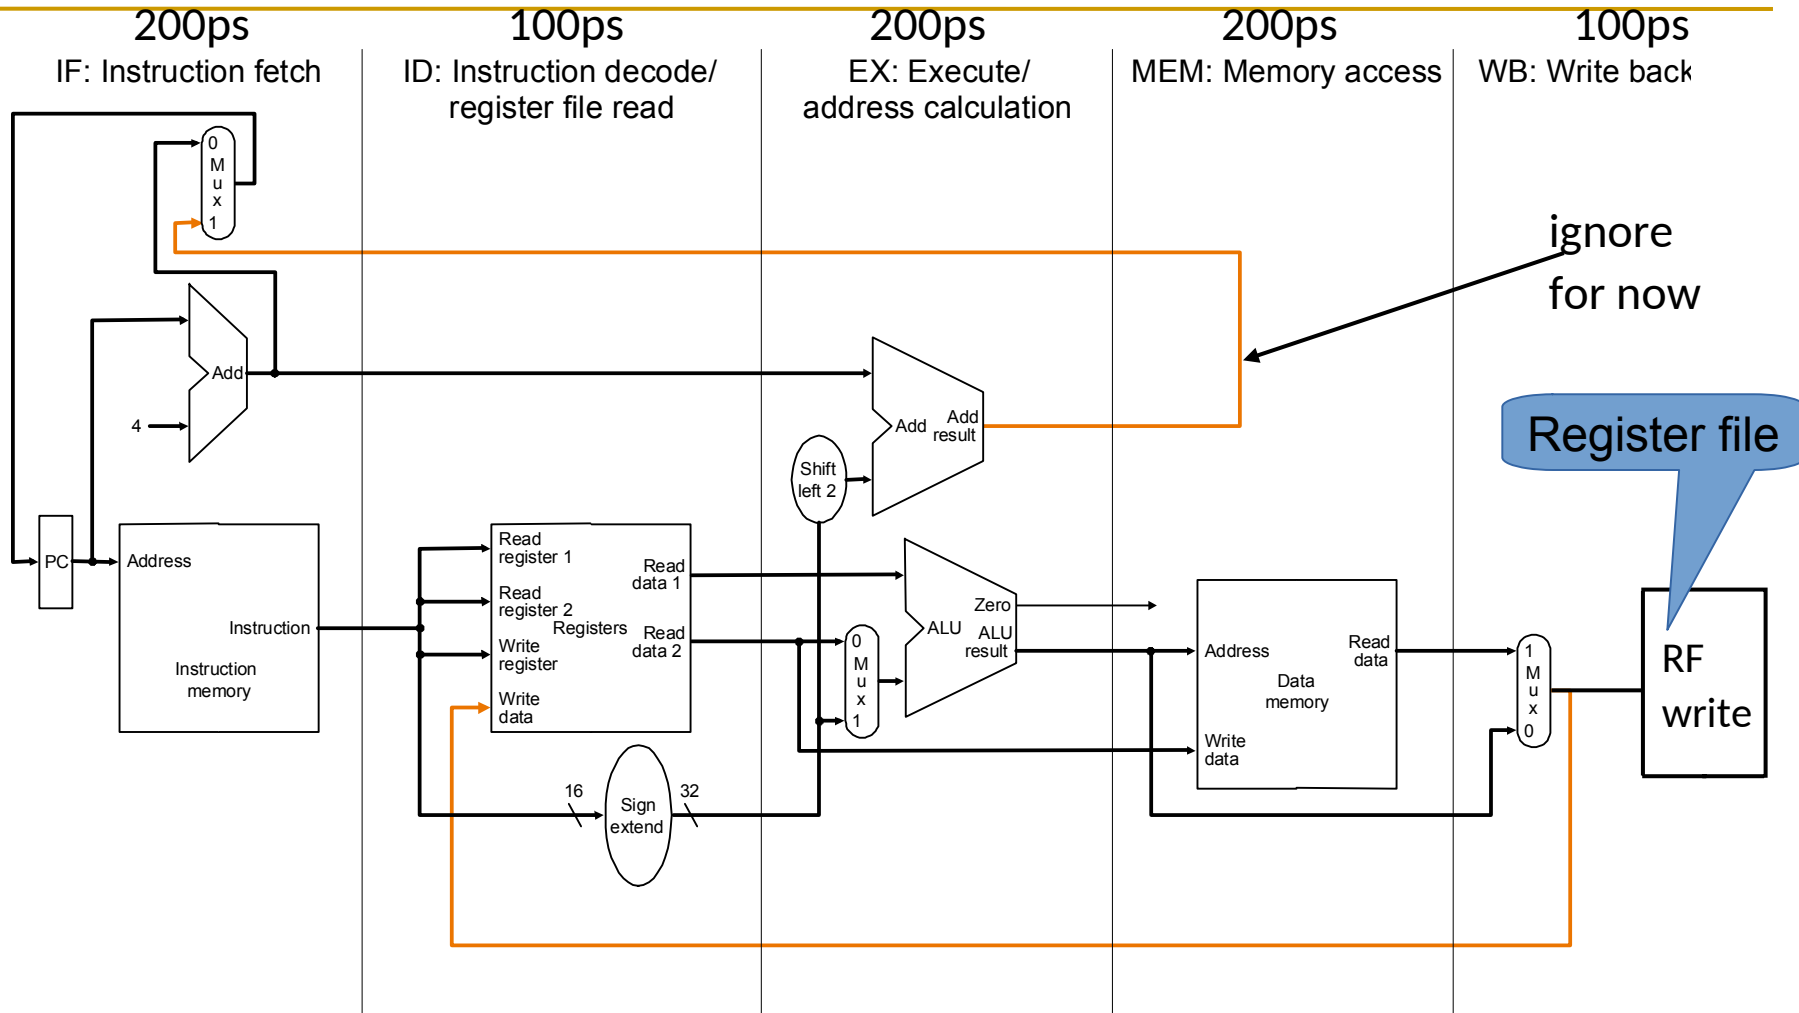 200ps
100ps
200ps
200ps
100ps
IF: Instruction fetch
ID: Instruction decode/
register file read
EX: Execute/
address calculation
MEM: Memory access
WB: Write back
0
M
u
x
1
ignore
for now
Add
4
Add
Add
result
Shift
left 2
Register file
PC
Address
Instruction
Instruction
memory
Read
register 1
Read
register 2
Registers
Write
register
Write
data
Read
data 1
Read
data 2
0
M
u
x
1
Zero
ALU
ALU
result
Address
Read
data
Data
memory
Write
data
1
M
u
x
0
RF
write
16
Sign
extend
32